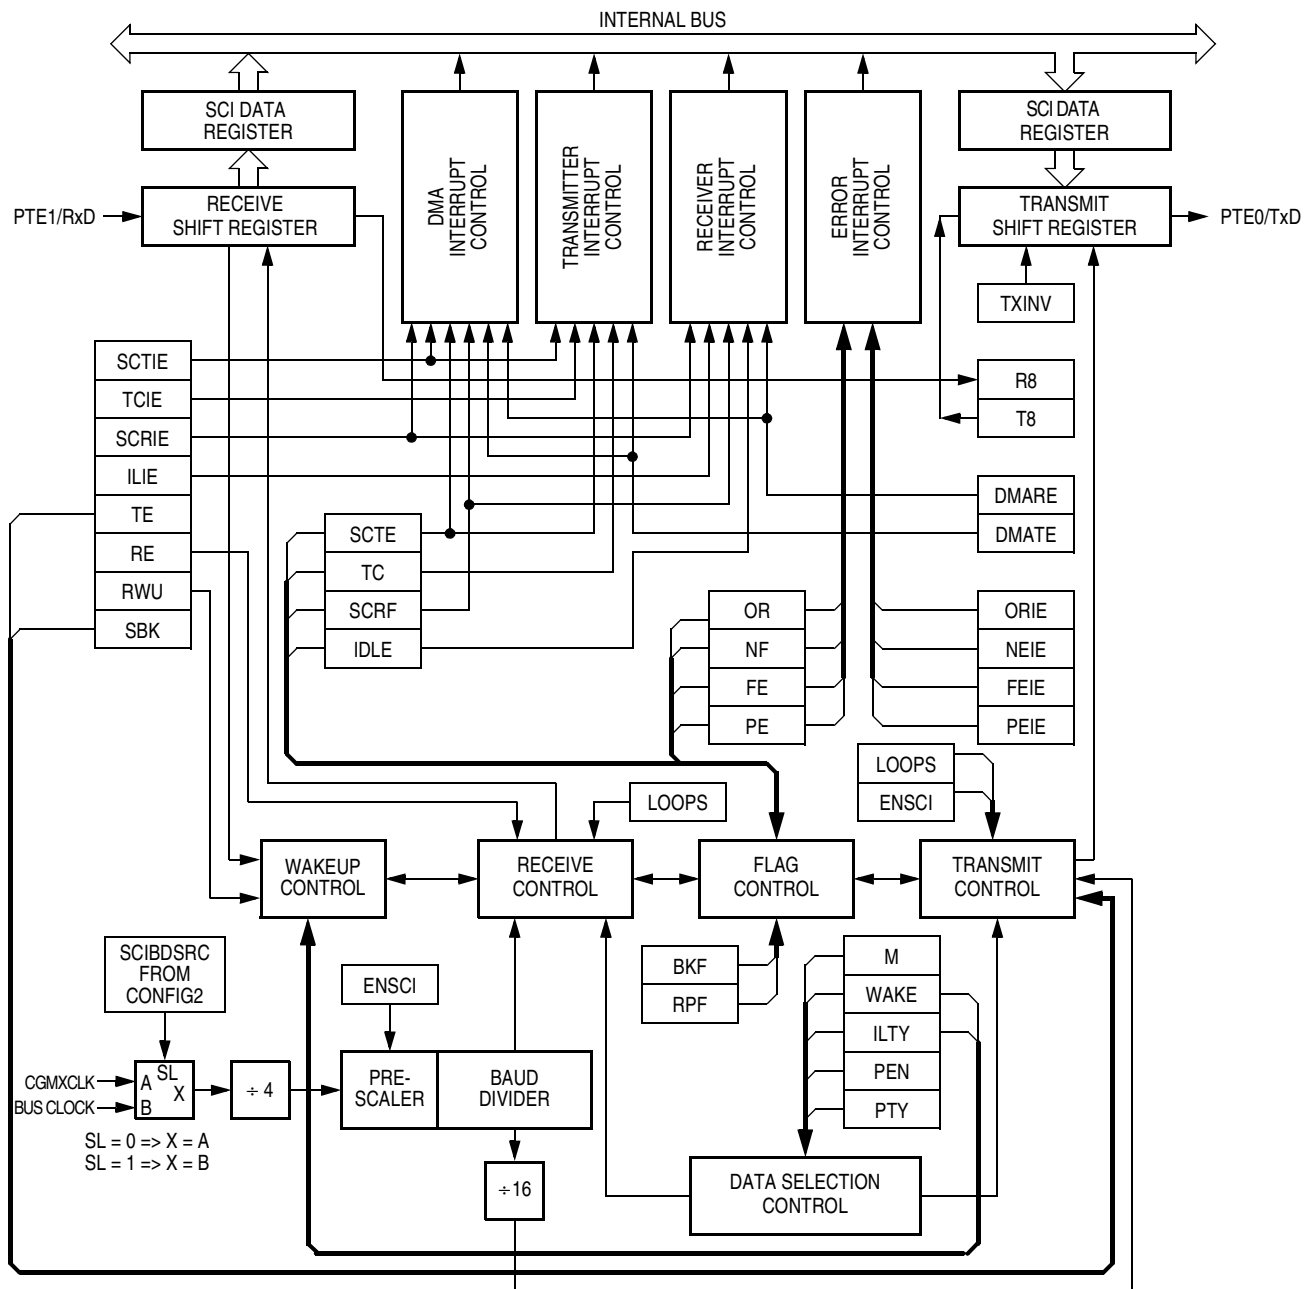 INTERNAL BUS
SCI DATA
REGISTER
DMA
INTERRUPT
CONTROL
TRANSMITTER
INTERRUPT
CONTROL
RECEIVER
INTERRUPT
CONTROL
ERROR
INTERRUPT
CONTROL
SCI DATA
REGISTER
PTE1/RxD
RECEIVE
SHIFT REGISTER
TRANSMIT
SHIFT REGISTER
PTE0/TxD
TXINV
SCTIE
TCIE
SCRIE
ILIE
TE
RE
RWU
SBK
R8
T8
DMARE
DMATE
SCTE
TC
SCRF
IDLE
OR
NF
FE
PE
ORIE
NEIE
FEIE
PEIE
LOOPS
LOOPS
ENSCI
WAKEUP
CONTROL
RECEIVE
CONTROL
FLAG
CONTROL
TRANSMIT
CONTROL
SCIBDSRC
FROM
CONFIG2
ENSCI
BKF
RPF
M
WAKE
ILTY
PEN
PTY
CGMXCLK
BUS CLOCK
SL
A
X
B
÷ 4
PRE-
SCALER
BAUD
DIVIDER
SL = 0 => X = A
SL = 1 => X = B
÷ 16
DATA SELECTION
CONTROL